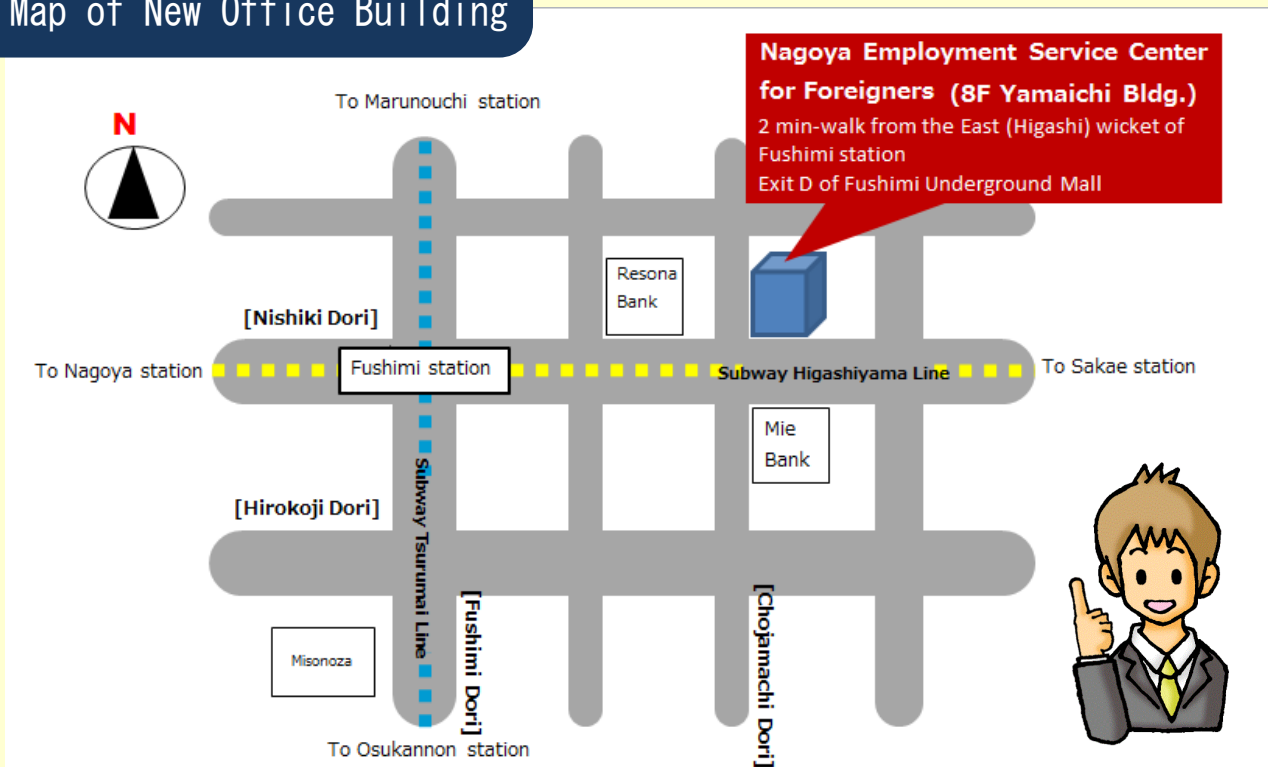 Map of New Office Building
Nagoya Employment Service Center
for Foreigners (8F Yamaichi Bldg.)
2 min-walk from the East (Higashi) wicket of
Fushimi station
Exit D of Fushimi Underground Mall
To Marunouchi station
N
Resona
Bank
[Nishiki Dori]
To Nagoya station
Fushimi station
Subway Higashiyama Line
To Sakae station
Mie
Bank
[Hirokoji Dori]
Subway Tsurumai Line
[Fushimi Dori]
[Chojamachi Dori]
Misonoza
To Osukannon station